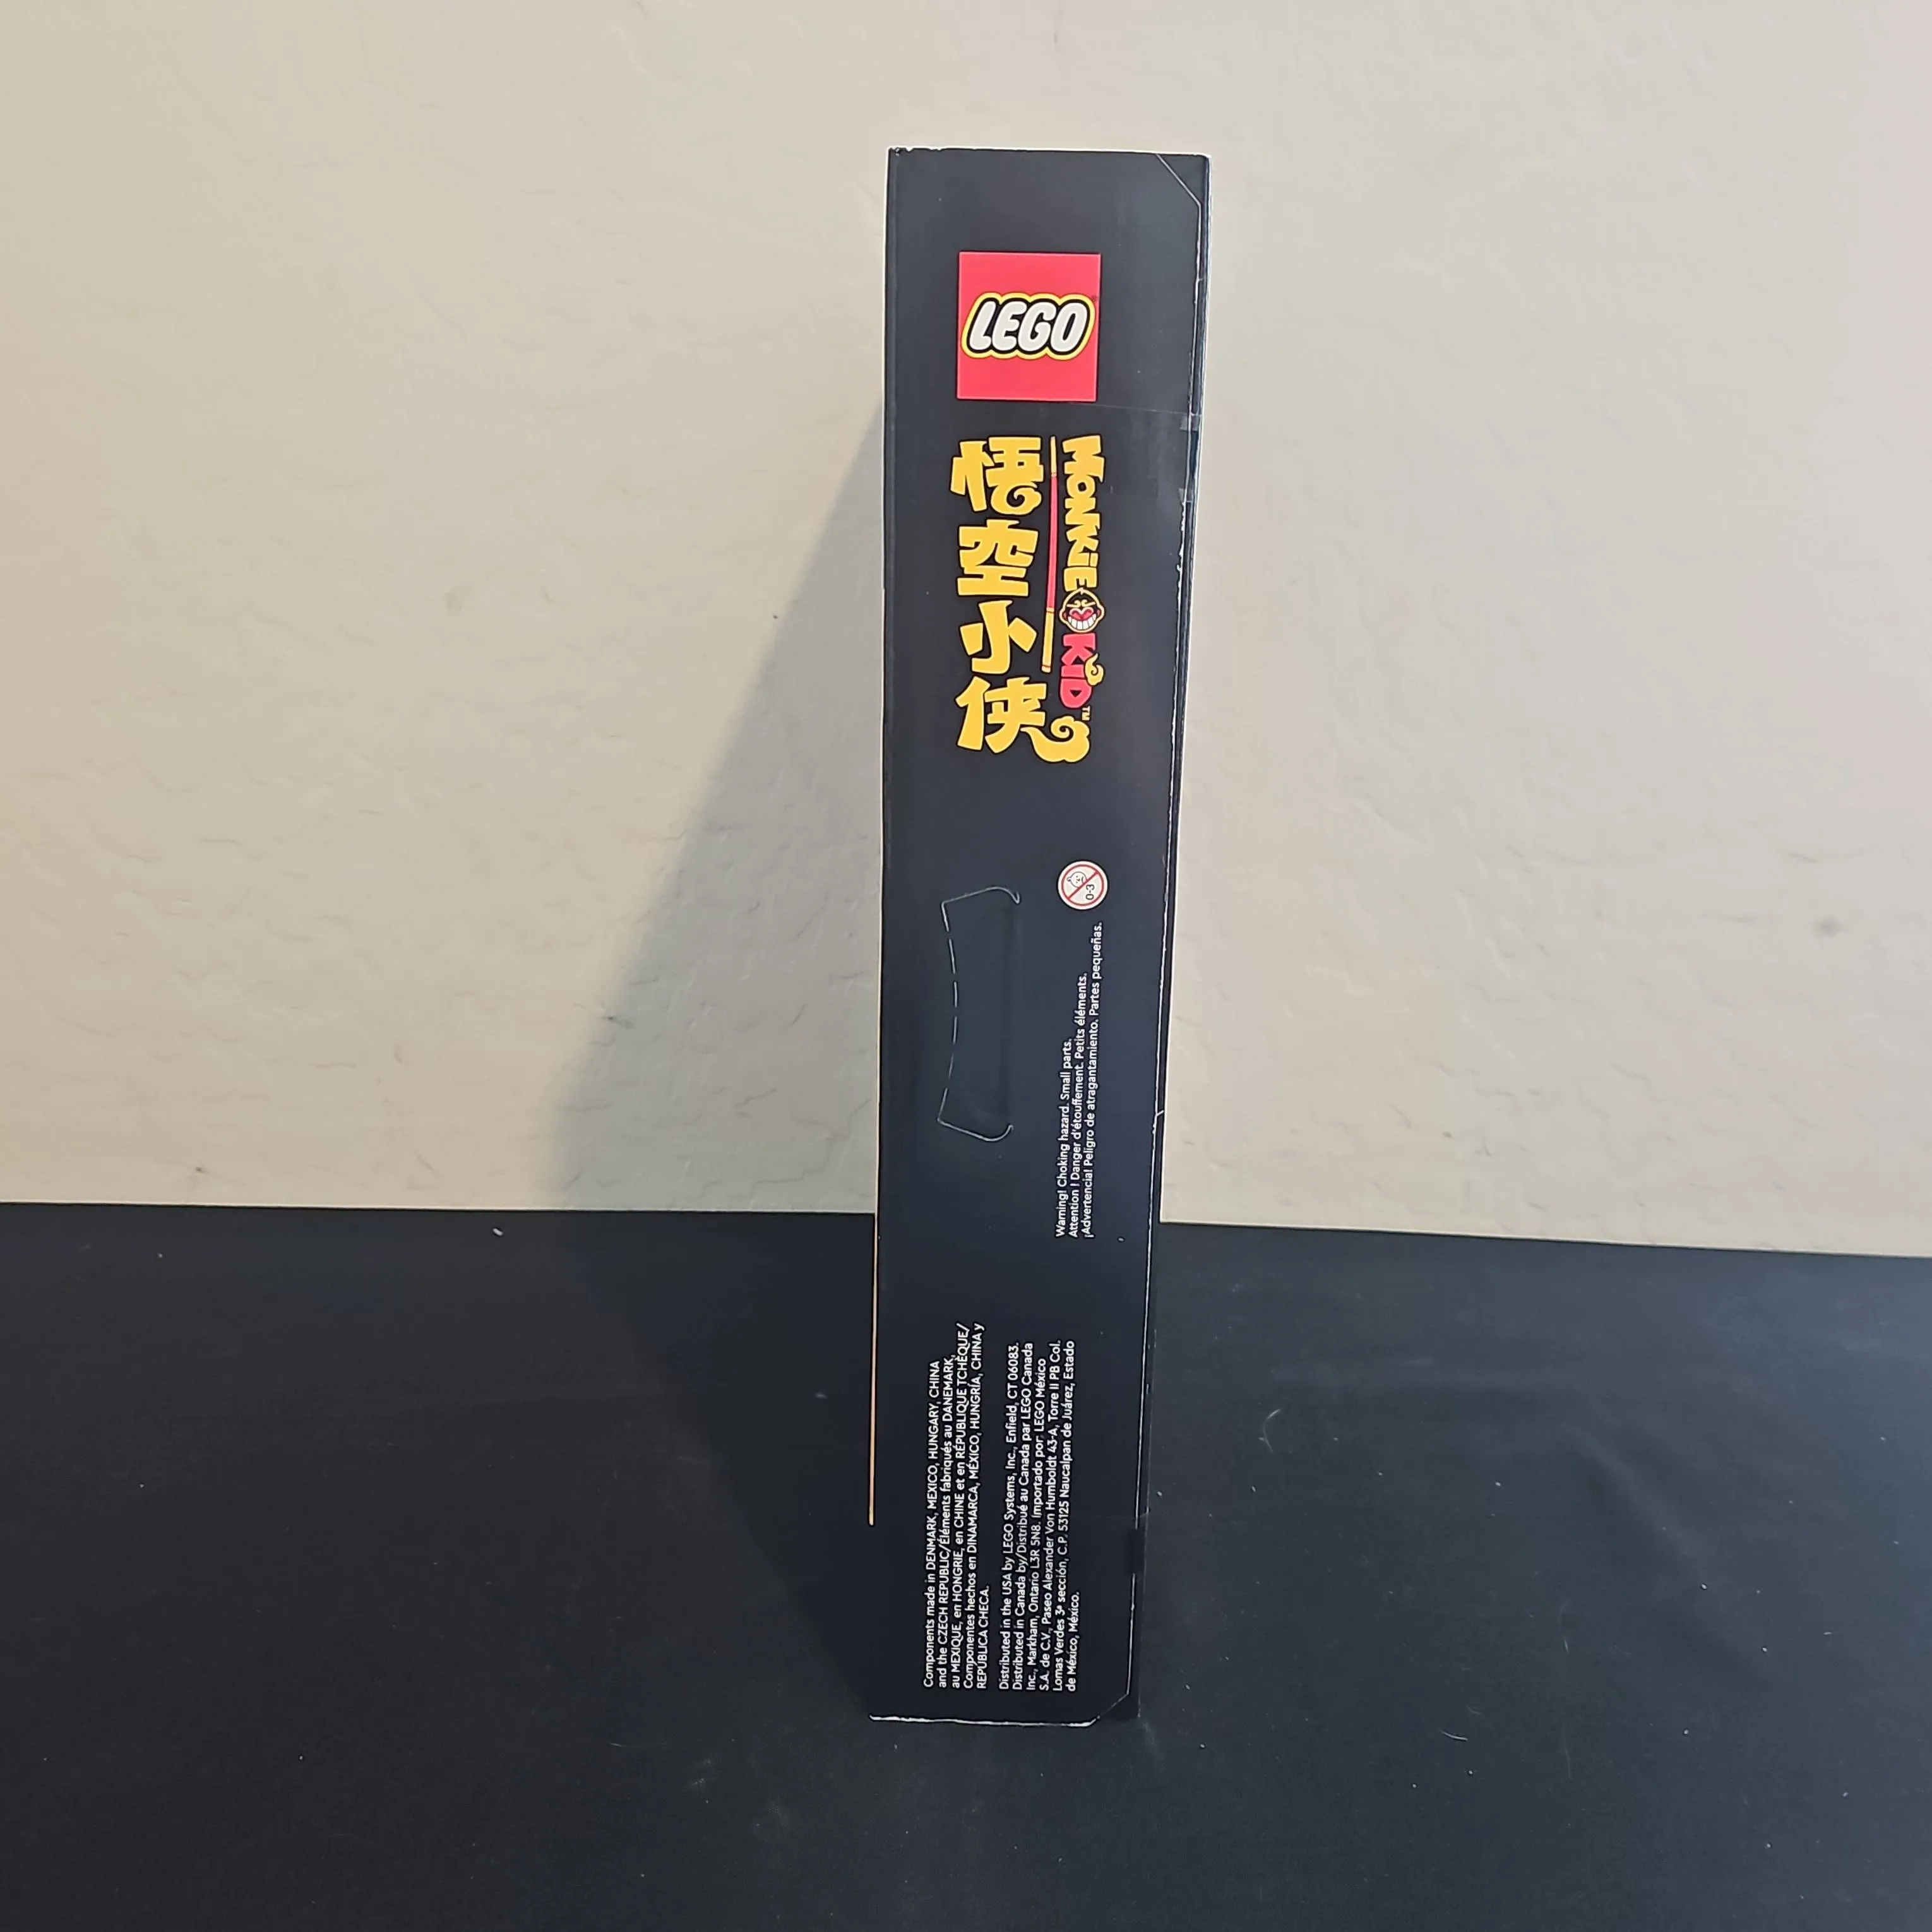 LEGO
悟空小侠
MONKIE KID™
0-3
Warning! Choking hazard. Small parts.
Attention ! Danger d'étouffement. Petits éléments.
¡Advertencia! Peligro de atragantamiento. Partes pequeñas.
Components made in DENMARK, MEXICO, HUNGARY, CHINA
and the CZECH REPUBLIC/Éléments fabriqués au DANEMARK,
au MEXIQUE, en HONGRIE, en CHINE et en RÉPUBLIQUE TCHÈQUE/
Componentes hechos en DINAMARCA, MÉXICO, HUNGRÍA, CHINA y
REPÚBLICA CHECA.
Distributed in the USA by LEGO Systems, Inc., Enfield, CT 06083.
Distributed in Canada by/Distribué au Canada par LEGO Canada
Inc., Markham, Ontario L3R 5N8. Importado por: LEGO México
S.A. de C.V., Paseo Alexander Von Humboldt 43-A, Torre II PB Col.
Lomas Verdes 3ª sección, C.P. 53125 Naucalpan de Juárez, Estado
de México, México.